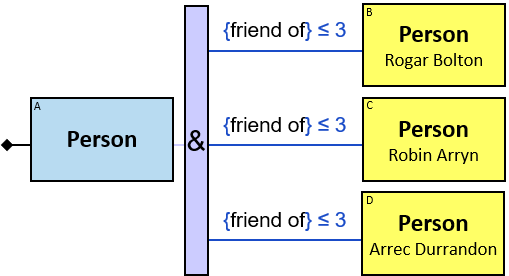 A
Person
&
{friend of} ≤ 3
B
Person
Rogar Bolton
{friend of} ≤ 3
C
Person
Robin Arryn
{friend of} ≤ 3
D
Person
Arrec Durrandon